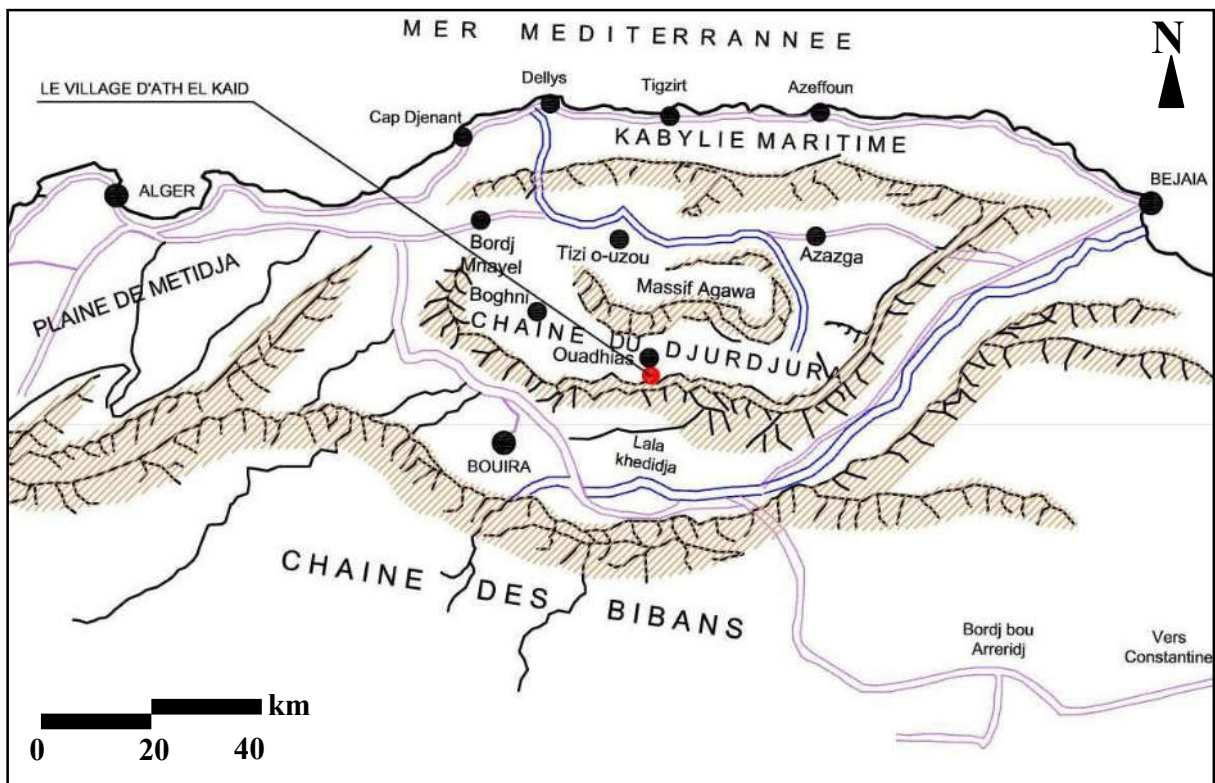 MER MEDITERRANNEE
N
LE VILLAGE D'ATH EL KAID
Dellys
Tigzirt
Azeffoun
Cap Djenant
KABYLIE MARITIME
ALGER
BEJAIA
Bordj
Mnayel
Tizi o-uzou
Azazga
PLAINE DE METIDJA
Massif Agawa
Boghni
CHAINE DU DJURDJURA
Ouadhias
BOUIRA
Lala
khedidja
CHAINE DES BIBANS
Bordj bou
Arreridj
Vers
Constantine
km
0 20 40